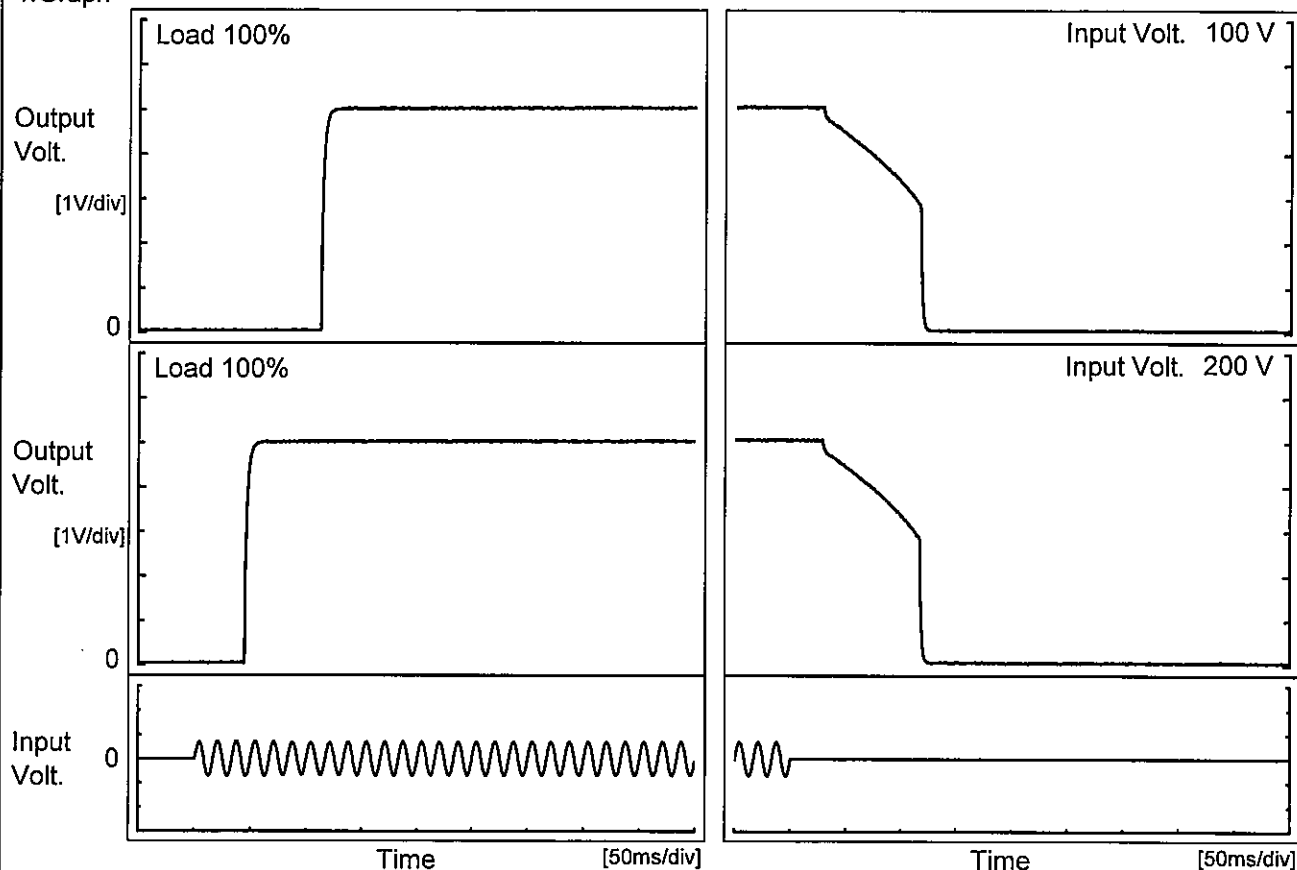 Load 100%
Input Volt. 100 V
Output
Volt.
[1V/div]
0
Load 100%
Input Volt. 200 V
Output
Volt.
[1V/div]
0
Input
Volt.
0
Time
[50ms/div]
Time
[50ms/div]